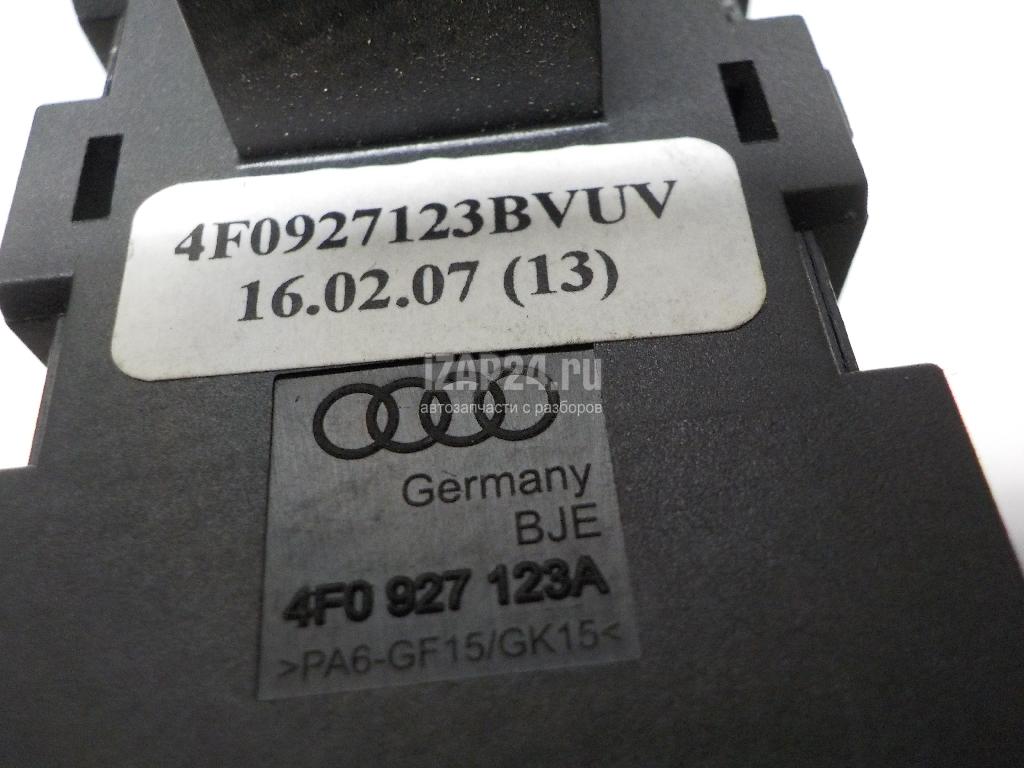 4F0927123BVUV
16.02.07 (13)
iZAP24.ru
автозапчасти с разборов
Germany
BJE
4F0 927 123A
>PA6-GF15/GK15<